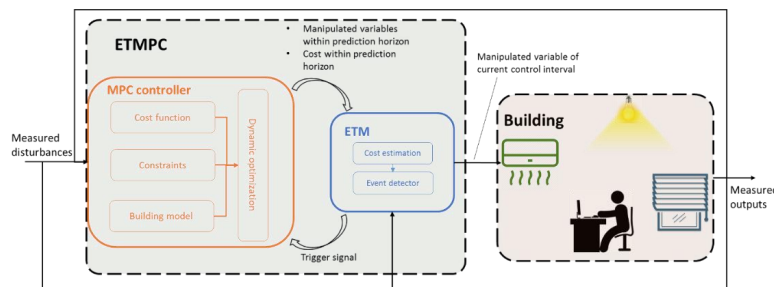 ETMPC
• Manipulated variables
within prediction horizon
• Cost within prediction
horizon
Manipulated variable of
current control interval
MPC controller
Cost function
Constraints
Building model
Dynamic optimization
ETM
Cost estimation
Event detector
Trigger signal
Measured
disturbances
Building
Measured
outputs